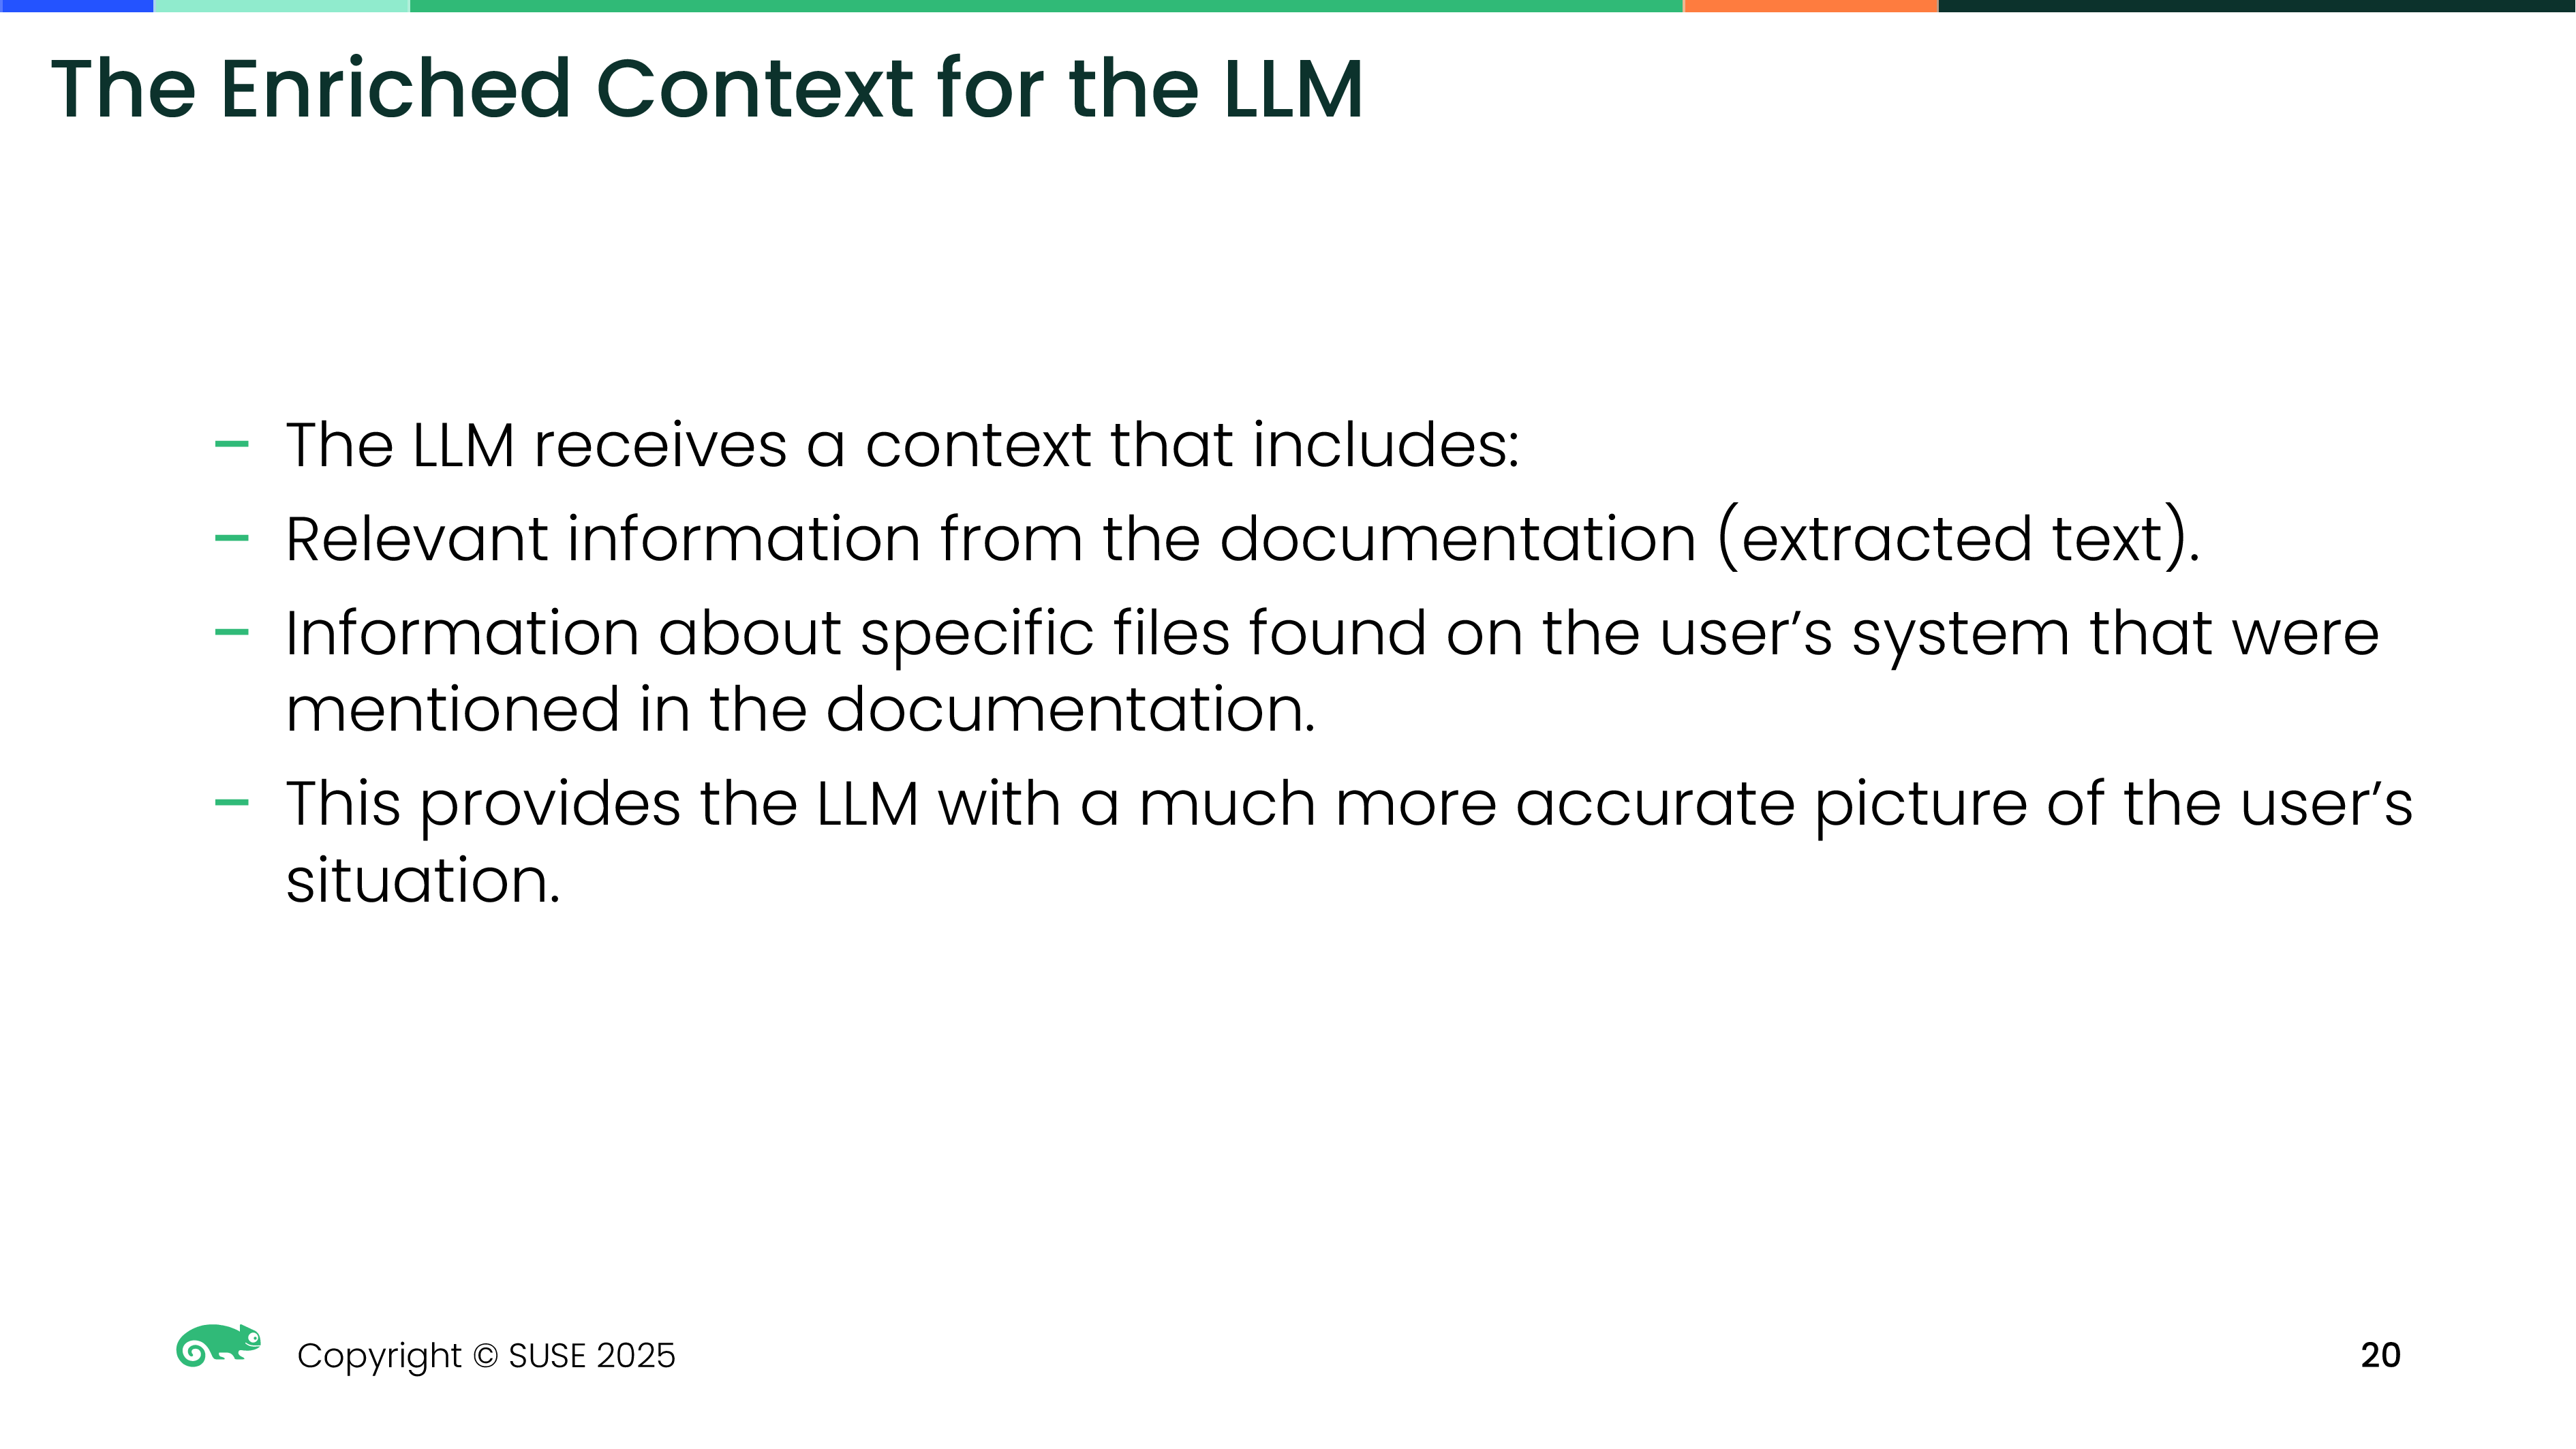 The Enriched Context for the LLM
– The LLM receives a context that includes:
– Relevant information from the documentation (extracted text).
– Information about specific files found on the user’s system that were
mentioned in the documentation.
– This provides the LLM with a much more accurate picture of the user’s
situation.
Copyright © SUSE 2025
20